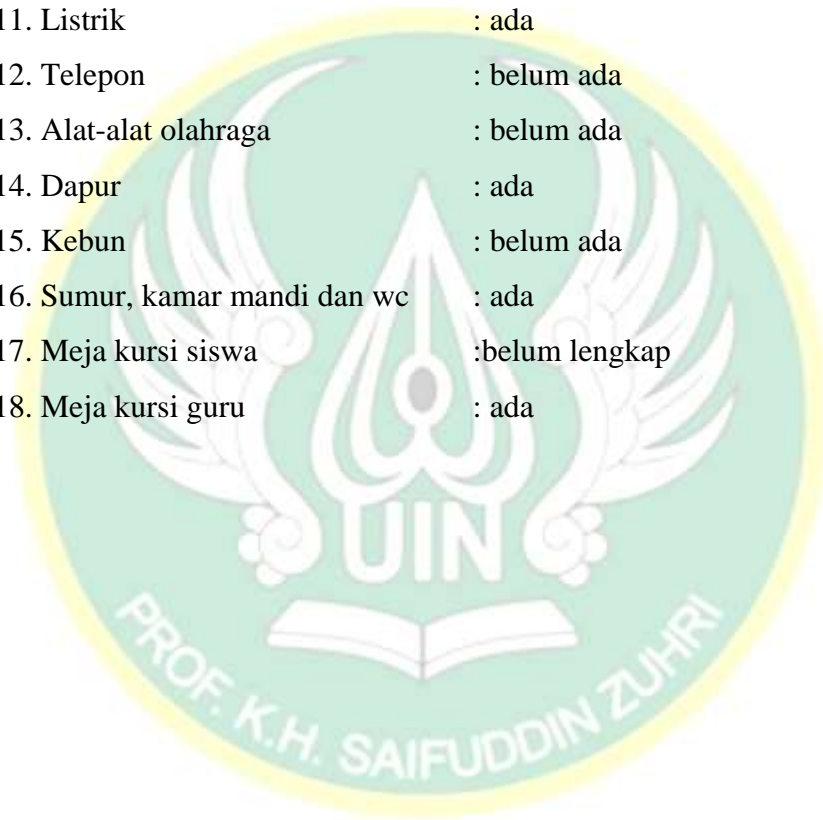 11. Listrik : ada
12. Telepon : belum ada
13. Alat-alat olahraga : belum ada
14. Dapur : ada
15. Kebun : belum ada
16. Sumur, kamar mandi dan wc : ada
17. Meja kursi siswa :belum lengkap
18. Meja kursi guru : ada
UIN
PROF. K.H. SAIFUDDIN ZUHRI